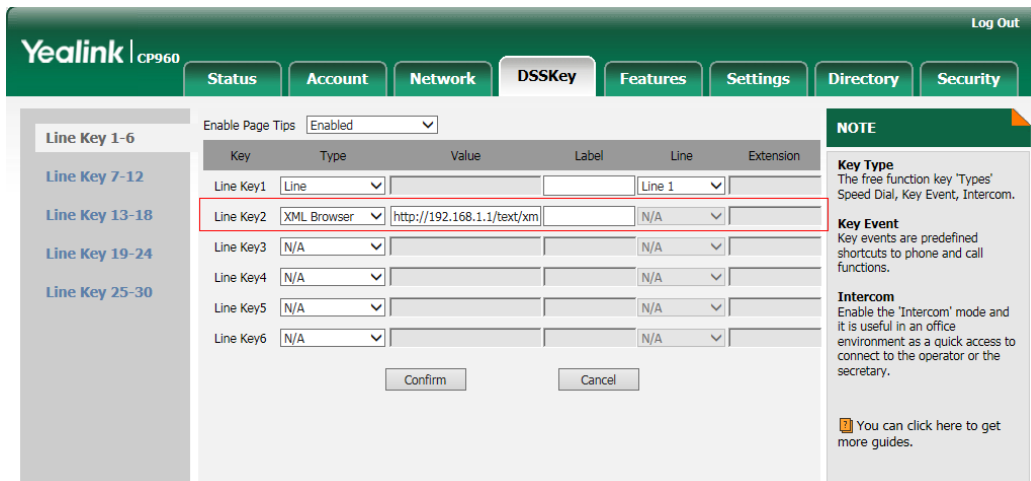 Log Out
Yealink CP960
Status Account Network DSSKey Features Settings Directory Security
Line Key 1-6
Line Key 7-12
Line Key 13-18
Line Key 19-24
Line Key 25-30
Enable Page Tips Enabled
Key Type Value Label Line Extension
Line Key1 Line Line 1
Line Key2 XML Browser http://192.168.1.1/text/xm N/A
Line Key3 N/A N/A
Line Key4 N/A N/A
Line Key5 N/A N/A
Line Key6 N/A N/A
Confirm Cancel
NOTE
Key Type
The free function key 'Types'
Speed Dial, Key Event, Intercom.
Key Event
Key events are predefined
shortcuts to phone and call
functions.
Intercom
Enable the 'Intercom' mode and
it is useful in an office
environment as a quick access to
connect to the operator or the
secretary.
You can click here to get
more guides.